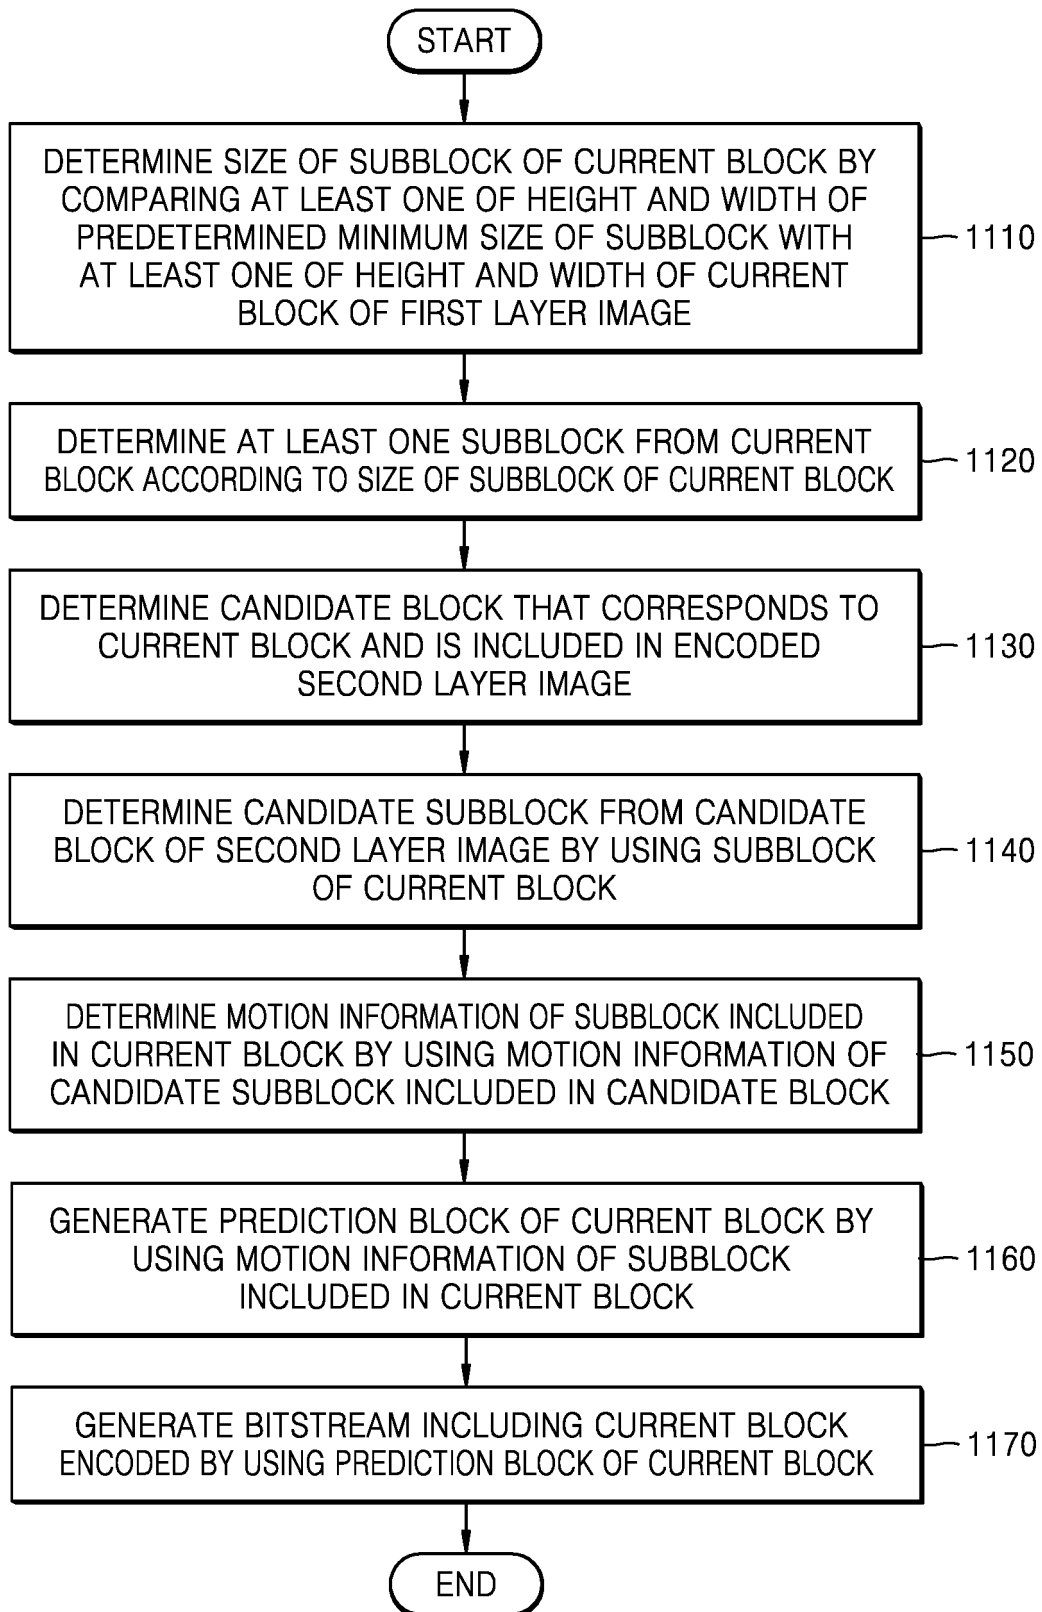 START
DETERMINE SIZE OF SUBBLOCK OF CURRENT BLOCK BY
COMPARING AT LEAST ONE OF HEIGHT AND WIDTH OF
PREDETERMINED MINIMUM SIZE OF SUBBLOCK WITH
AT LEAST ONE OF HEIGHT AND WIDTH OF CURRENT
BLOCK OF FIRST LAYER IMAGE
1110
DETERMINE AT LEAST ONE SUBBLOCK FROM CURRENT
BLOCK ACCORDING TO SIZE OF SUBBLOCK OF CURRENT BLOCK
1120
DETERMINE CANDIDATE BLOCK THAT CORRESPONDS TO
CURRENT BLOCK AND IS INCLUDED IN ENCODED
SECOND LAYER IMAGE
1130
DETERMINE CANDIDATE SUBBLOCK FROM CANDIDATE
BLOCK OF SECOND LAYER IMAGE BY USING SUBBLOCK
OF CURRENT BLOCK
1140
DETERMINE MOTION INFORMATION OF SUBBLOCK INCLUDED
IN CURRENT BLOCK BY USING MOTION INFORMATION OF
CANDIDATE SUBBLOCK INCLUDED IN CANDIDATE BLOCK
1150
GENERATE PREDICTION BLOCK OF CURRENT BLOCK BY
USING MOTION INFORMATION OF SUBBLOCK
INCLUDED IN CURRENT BLOCK
1160
GENERATE BITSTREAM INCLUDING CURRENT BLOCK
ENCODED BY USING PREDICTION BLOCK OF CURRENT BLOCK
1170
END